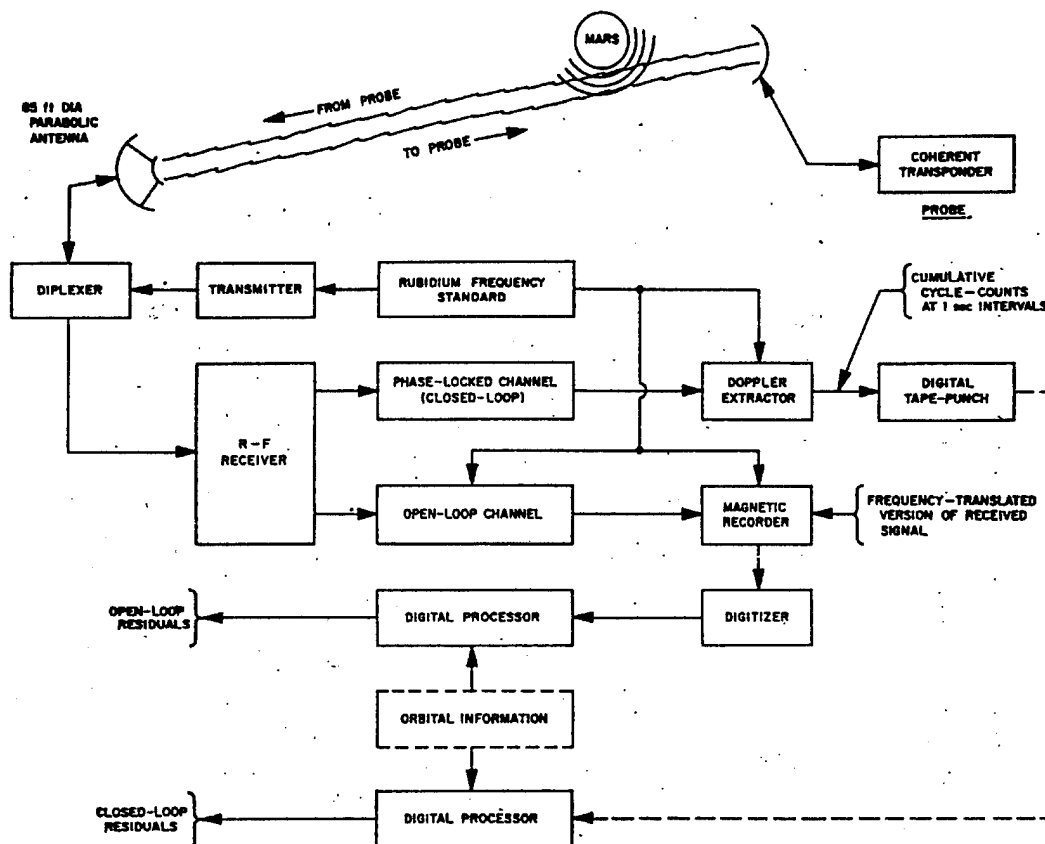 MARS
85 ft DIA
PARABOLIC
ANTENNA
FROM PROBE
TO PROBE
COHERENT
TRANSPONDER
PROBE
DIPLEXER
TRANSMITTER
RUBIDIUM FREQUENCY
STANDARD
CUMULATIVE
CYCLE-COUNTS
AT 1 sec INTERVALS
PHASE-LOCKED CHANNEL
(CLOSED-LOOP)
DOPPLER
EXTRACTOR
DIGITAL
TAPE-PUNCH
R-F
RECEIVER
OPEN-LOOP CHANNEL
MAGNETIC
RECORDER
FREQUENCY-TRANSLATED
VERSION OF RECEIVED
SIGNAL
OPEN-LOOP
RESIDUALS
DIGITAL PROCESSOR
DIGITIZER
ORBITAL INFORMATION
CLOSED-LOOP
RESIDUALS
DIGITAL PROCESSOR